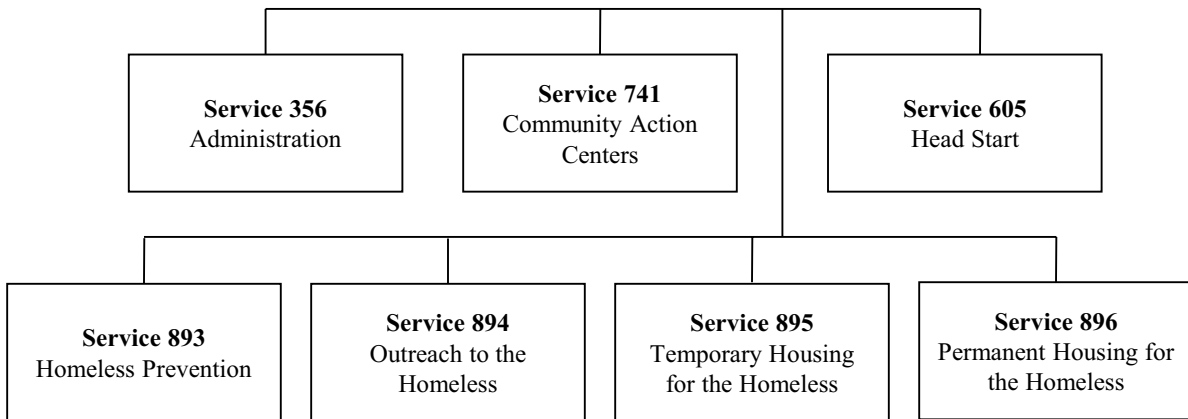 Service 356
Administration
Service 741
Community Action
Centers
Service 605
Head Start
Service 893
Homeless Prevention
Service 894
Outreach to the
Homeless
Service 895
Temporary Housing
for the Homeless
Service 896
Permanent Housing for
the Homeless